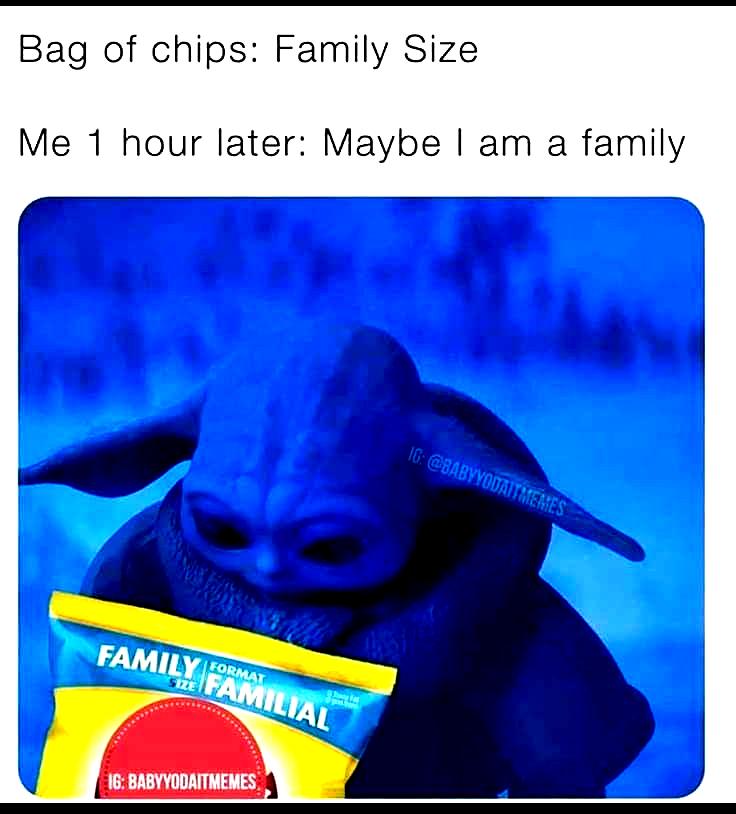 Bag of chips: Family Size
Me 1 hour later: Maybe I am a family
IG: @BABYYODAITMEMES
FAMILY FORMAT
SIZE FAMILIAL
IG: BABYYODAITMEMES